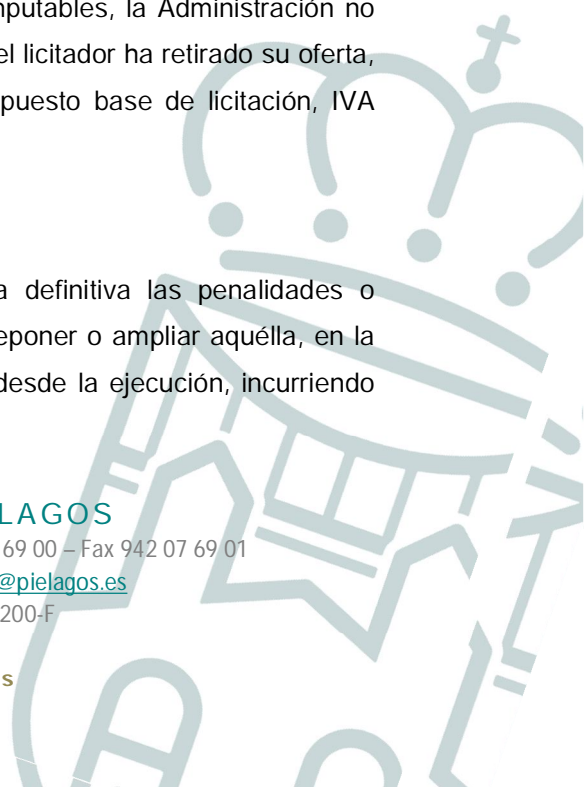 nputables, la Administración no
el licitador ha retirado su oferta,
puesto base de licitación, IVA
a definitiva las penalidades o
eponer o ampliar aquélla, en la
desde la ejecución, incurriendo
LAGOS
69 00 – Fax 942 07 69 01
@pielagos.es
200-F
s